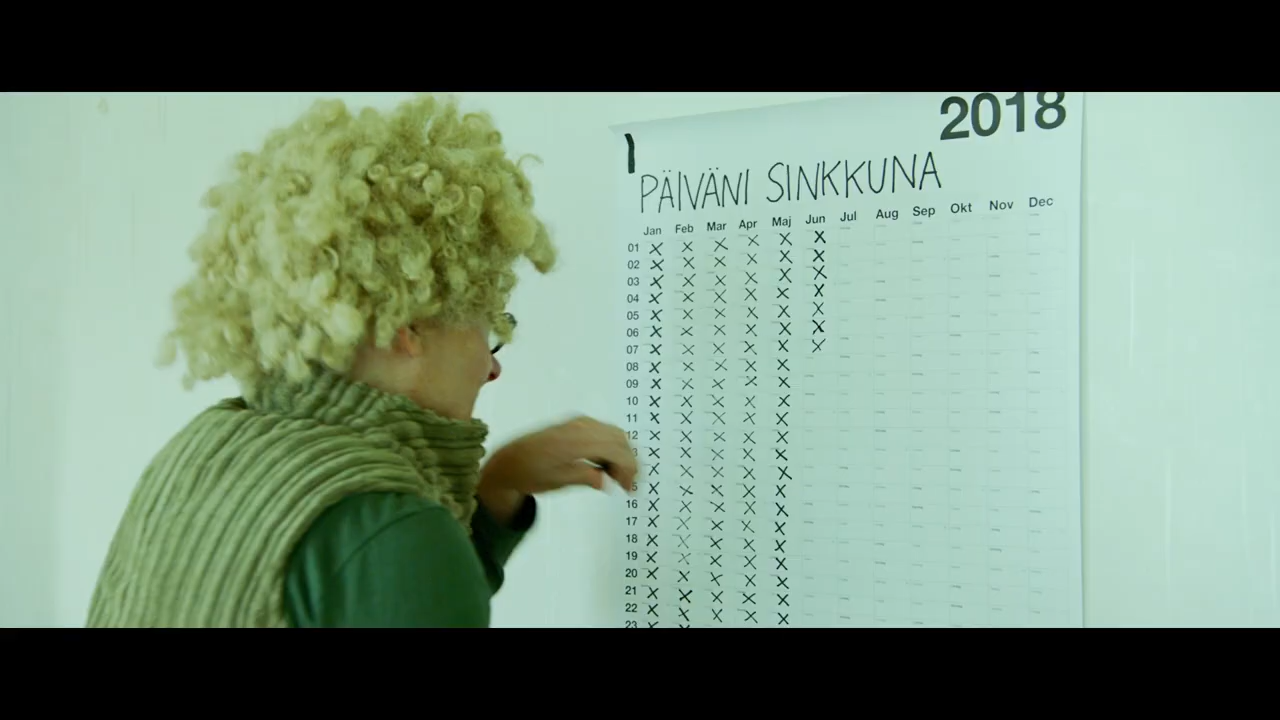 2018
PÄIVÄNI SINKKUNA
Jan Feb Mar Apr Maj Jun Jul Aug Sep Okt Nov Dec
01 X X X X X X
02 X X X X X X
03 X X X X X X
04 X X X X X X
05 X X X X X X
06 X X X X X X
07 X X X X X X
08 X X X X X
09 X X X X X
10 X X X X X
11 X X X X X
12 X X X X X
X X X X X
X X X X X
X X X X X
16 X X X X X
17 X X X X X
18 X X X X X
19 X X X X X
20 X X X X X
21 X X X X X
22 X X X X X
23